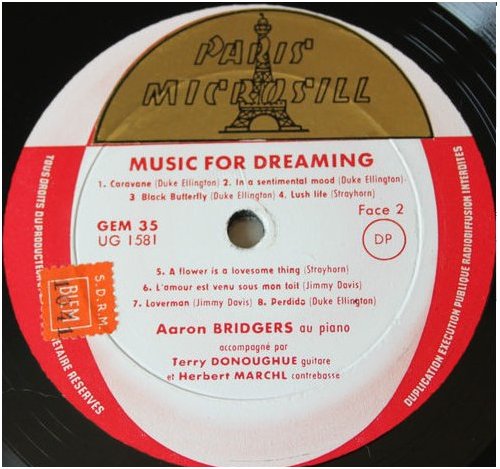 PARIS
MICROSILL
MUSIC FOR DREAMING
1. Caravane (Duke Ellington) 2. In a sentimental mood (Duke Ellington)
3 Black Butterfly (Duke Ellington) 4. Lush life (Strayhorn)
GEM 35
UG 1581
Face 2
DP
5. A flower is a lovesome thing (Strayhorn)
6. L'amour est venu sous mon toit (Jimmy Davis)
7. Loverman (Jimmy Davis) 8. Perdido (Duke Ellington)
Aaron BRIDGERS au piano
accompagné par
Terry DONOUGHUE guitare
et Herbert MARCHL contrebasse
TOUS DROITS DU PRODUCTEUR
ETAIRE RÉSERVÉS
DUPLICATION EXECUTION PUBLIQUE RADIODIFFUSION INTERDITES
S.D.R.M.
BIEM